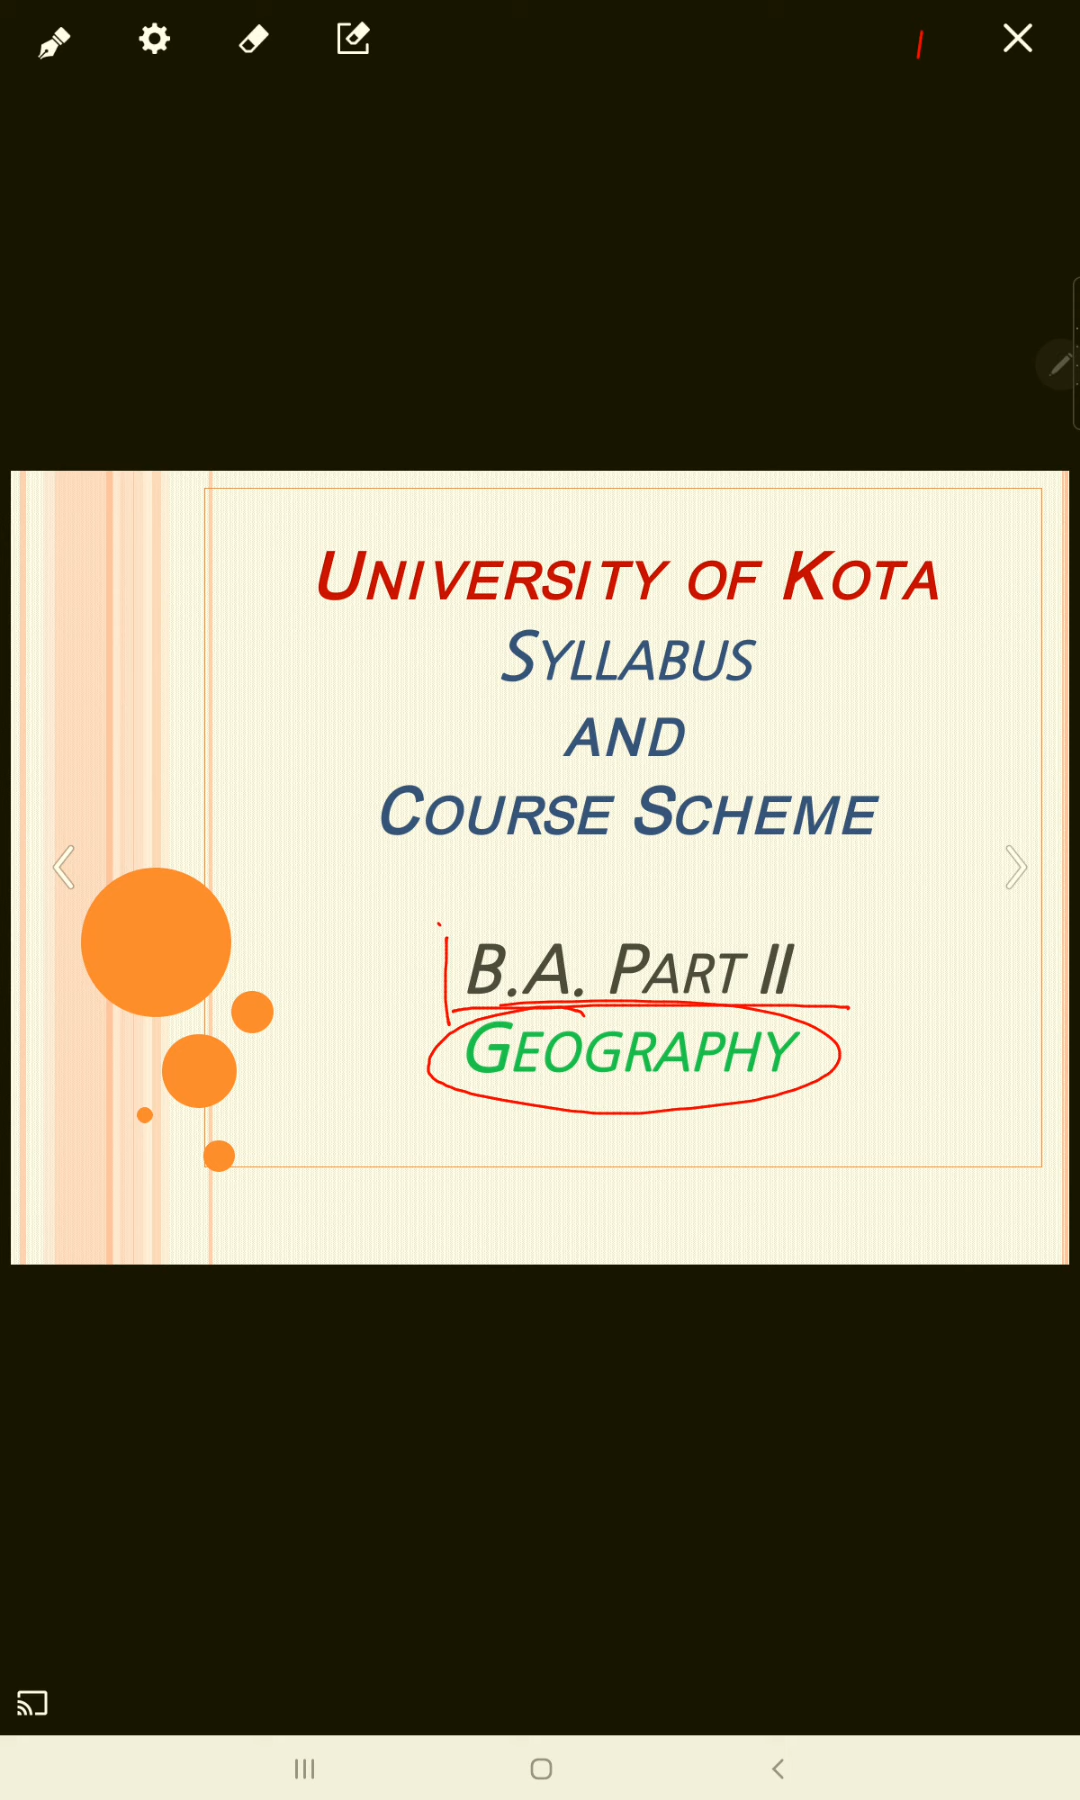 University of Kota
Syllabus
and
Course Scheme
B.A. Part II
Geography